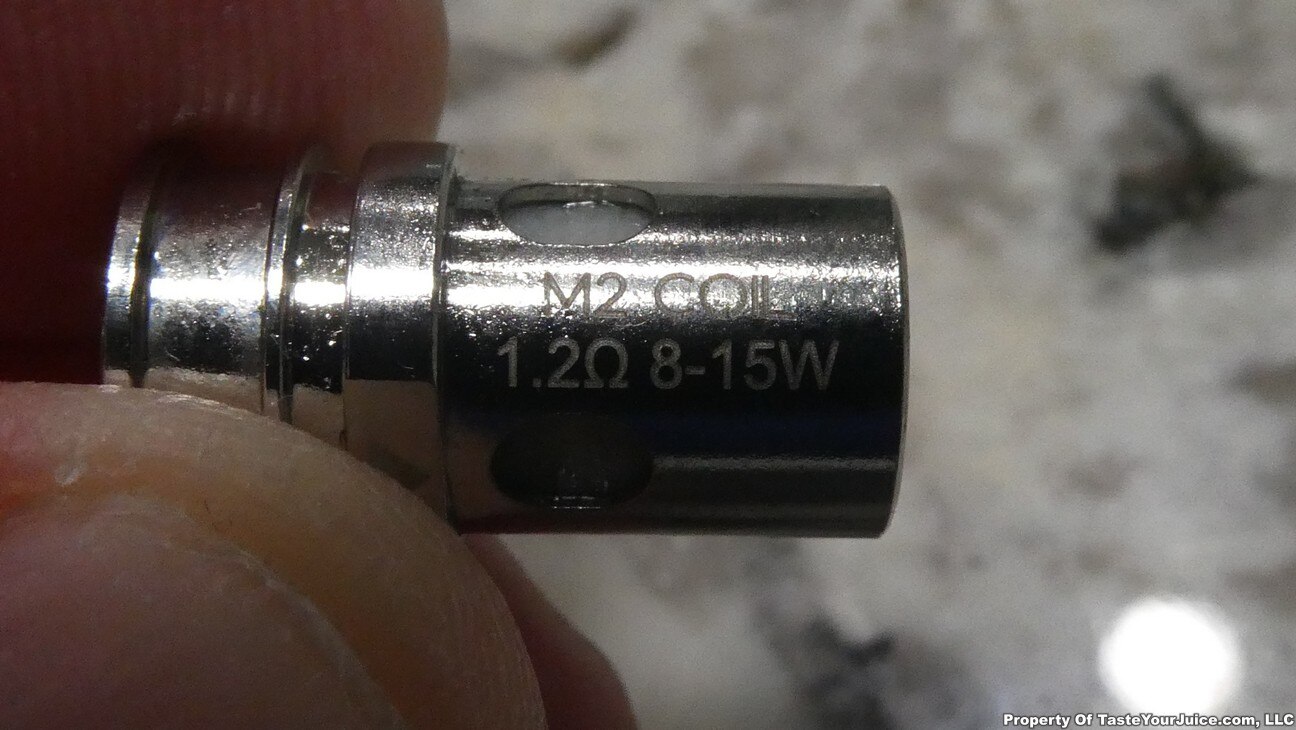 M2 COIL
1.2Ω 8-15W
Property Of TasteYourJuice.com, LLC